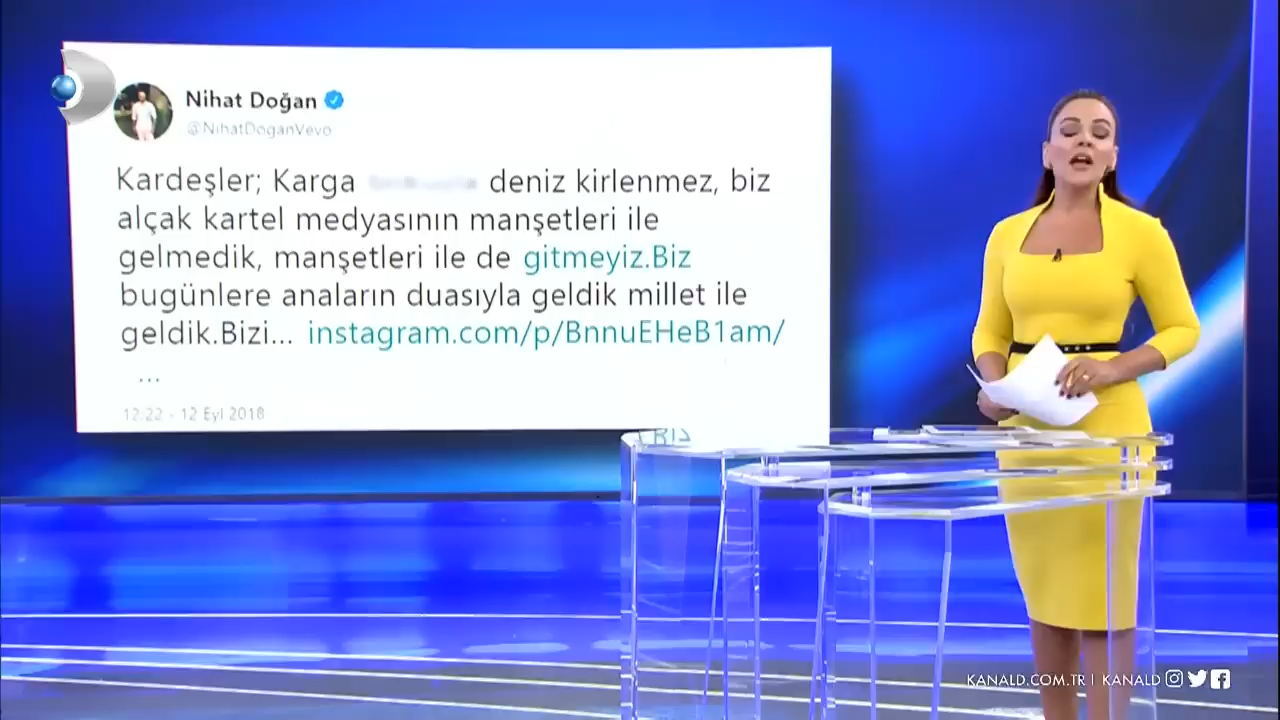 Nihat Doğan
@NihatDoganVevo
Kardeşler; Karga deniz kirlenmez, biz
alçak kartel medyasının manşetleri ile
gelmedik, manşetleri ile de gitmeyiz.Biz
bugünlere anaların duasıyla geldik millet ile
geldik.Bizi... instagram.com/p/BnnuEHeB1am/
...
12:22 - 12 Eyl 2018
KANALD.COM.TR | KANALD